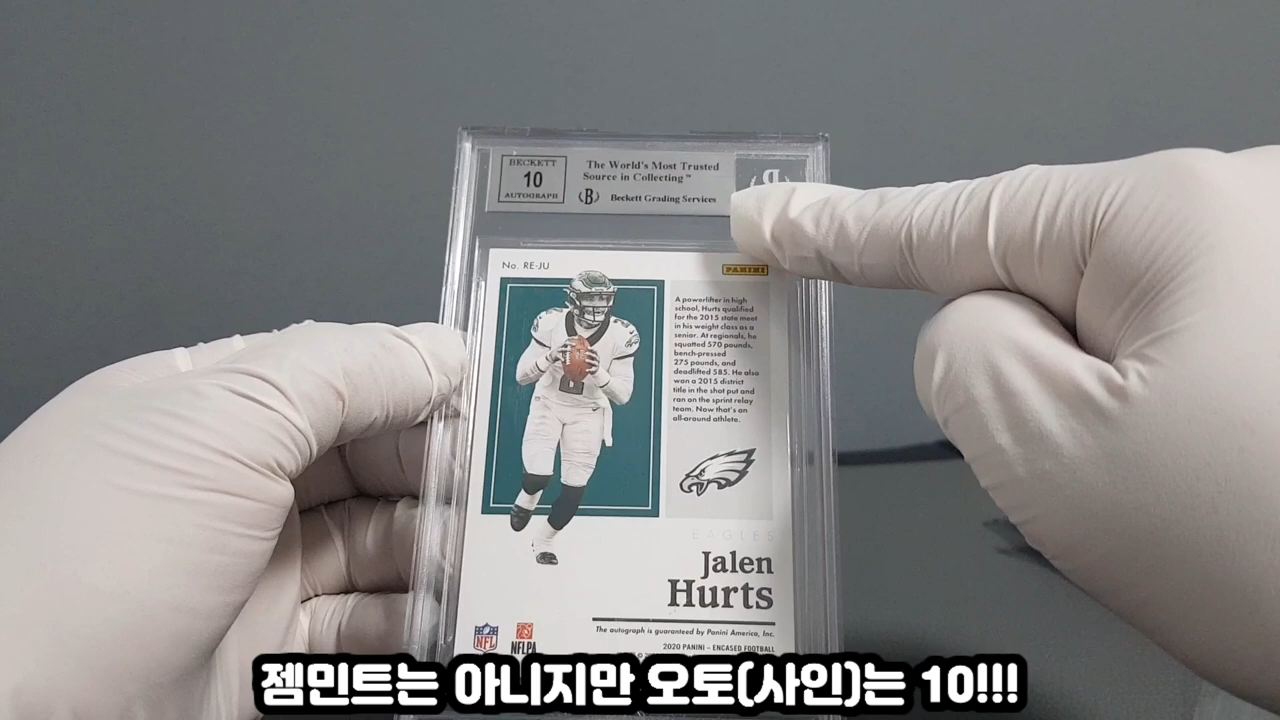 BECKETT
10
AUTOGRAPH
The World's Most Trusted
Source in Collecting™
B
Beckett Grading Services
No. RE-JU
PANINI
A powerlifter in high
school, Hurts qualified
for the 2015 state meet
in his weight class as a
senior. At regionals, he
squatted 570 pounds,
bench-pressed
275 pounds, and
deadlifted 585. He also
won a 2015 district
title in the shot put and
ran on the sprint relay
team. Now that's an
all-around athlete.
EAGLES
Jalen
Hurts
The autograph is guaranteed by Panini America, Inc.
NFL
NFLPA
2020 PANINI – ENCASED FOOTBALL
젬민트는 아니지만 오토(사인)는 10!!!